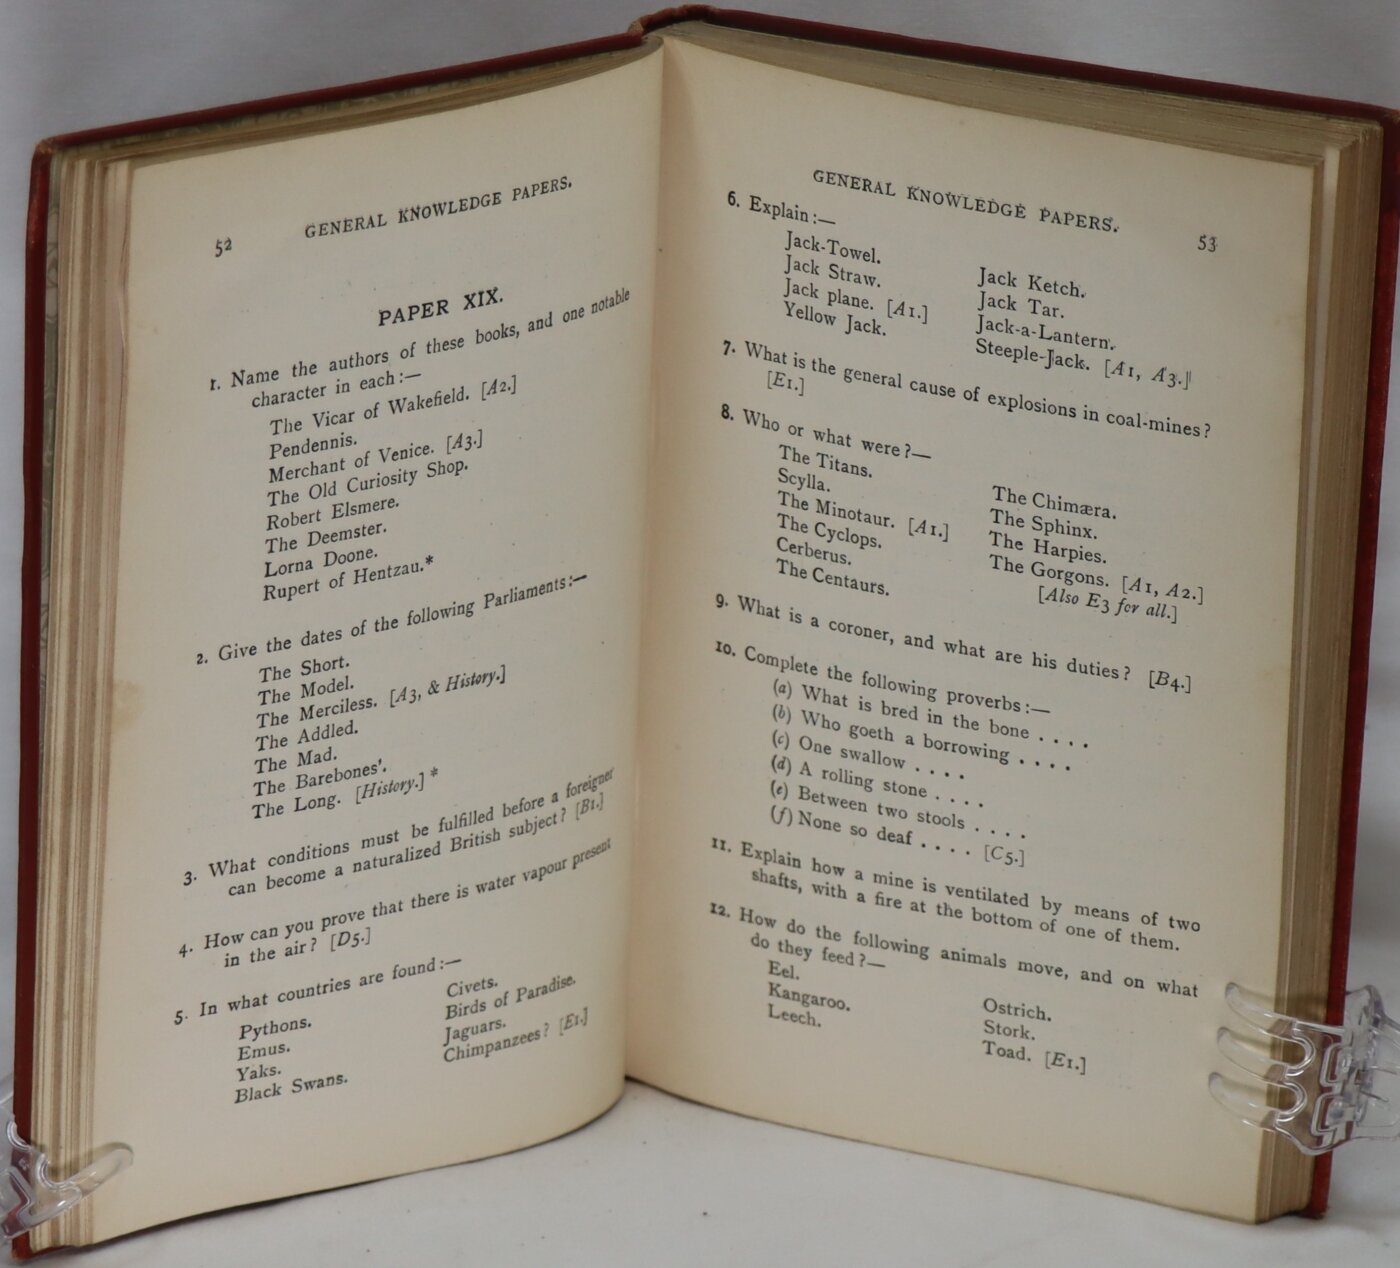 52
GENERAL KNOWLEDGE PAPERS.
PAPER XIX.
1. Name the authors of these books, and one notable
character in each:—
The Vicar of Wakefield. [A2.]
Pendennis.
Merchant of Venice. [A3.]
The Old Curiosity Shop.
Robert Elsmere.
The Deemster.
Lorna Doone.
Rupert of Hentzau.*
2. Give the dates of the following Parliaments:—
The Short.
The Model.
The Merciless. [A3, & History.]
The Addled.
The Mad.
The Barebones'.
The Long. [History.]*
3. What conditions must be fulfilled before a foreigner
can become a naturalized British subject? [B1.]
4. How can you prove that there is water vapour present
in the air? [D5.]
5. In what countries are found:—
Pythons.
Emus.
Yaks.
Black Swans.
Civets.
Birds of Paradise.
Jaguars.
Chimpanzees? [E1.]
GENERAL KNOWLEDGE PAPERS.
53
6. Explain:—
Jack-Towel.
Jack Straw.
Jack plane. [A1.]
Yellow Jack.
Jack Ketch.
Jack Tar.
Jack-a-Lantern.
Steeple-Jack. [A1, A3.]
7. What is the general cause of explosions in coal-mines?
[E1.]
8. Who or what were?—
The Titans.
Scylla.
The Minotaur. [A1.]
The Cyclops.
Cerberus.
The Centaurs.
The Chimæra.
The Sphinx.
The Harpies.
The Gorgons. [A1, A2.]
[Also E3 for all.]
9. What is a coroner, and what are his duties? [B4.]
10. Complete the following proverbs:—
(a) What is bred in the bone . . . .
(b) Who goeth a borrowing . . . .
(c) One swallow . . . .
(d) A rolling stone . . . .
(e) Between two stools . . . .
(f) None so deaf . . . . [C5.]
11. Explain how a mine is ventilated by means of two
shafts, with a fire at the bottom of one of them.
12. How do the following animals move, and on what
do they feed?—
Eel.
Kangaroo.
Leech.
Ostrich.
Stork.
Toad. [E1.]